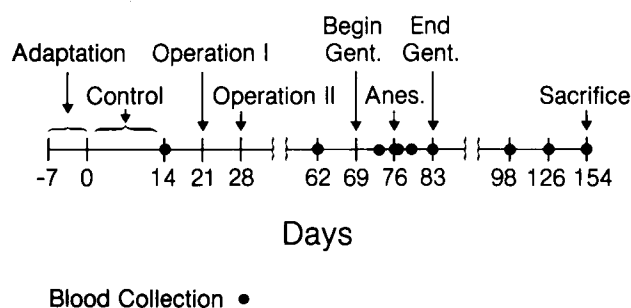 Begin End
Adaptation Operation I Gent. Gent.
Control Operation II Anes. Sacrifice
-7 0 14 21 28 62 69 76 83 98 126 154
Days
Blood Collection ●